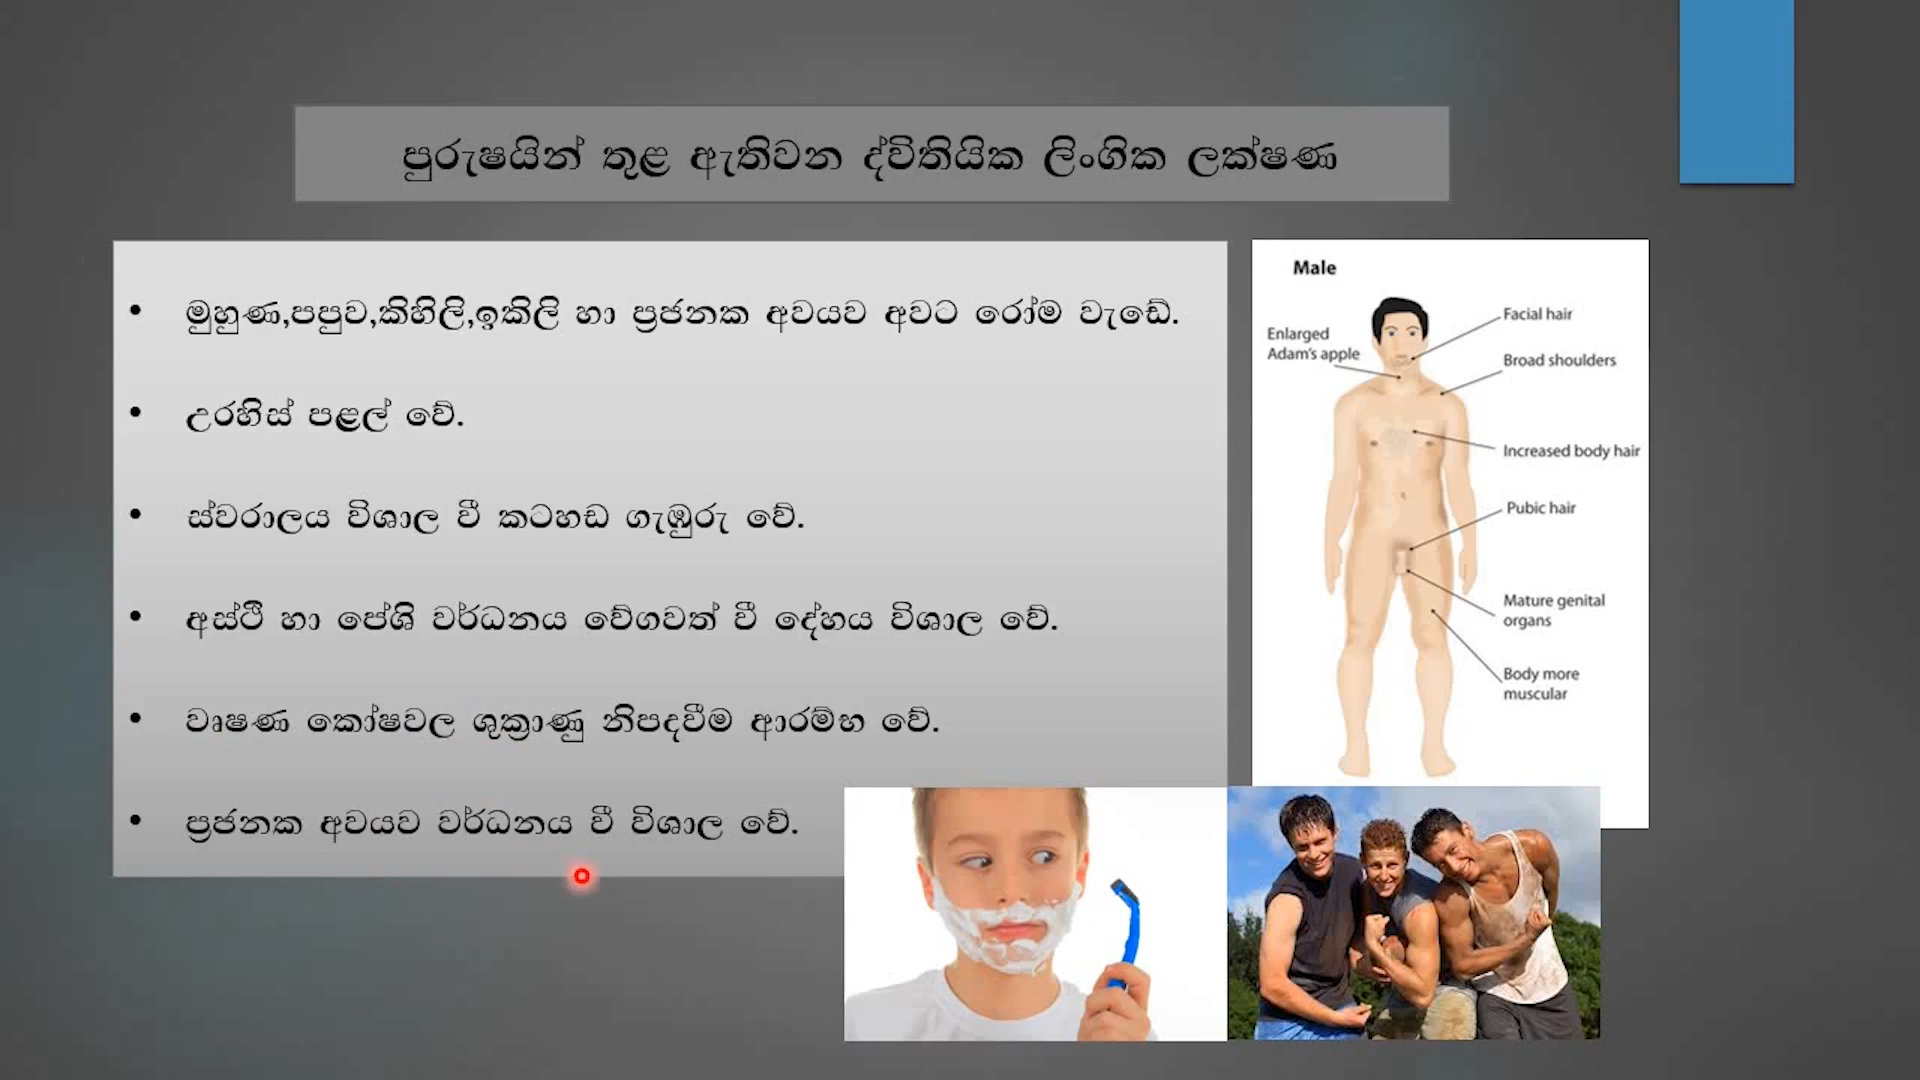 පුරුෂයින් තුළ ඇතිවන ද්විතියික ලිංගික ලක්ෂණ
• මුහුණ,පපුව,කිහිලි,ඉකිලි හා ප්‍රජනක අවයව අවට රෝම වැඩේ.
• උරහිස් පළල් වේ.
• ස්වරාලය විශාල වී කටහඩ ගැඹුරු වේ.
• අස්ථි හා පේශි වර්ධනය වේගවත් වී දේහය විශාල වේ.
• වෘෂණ කෝෂවල ශුක්‍රාණු නිපදවීම ආරම්භ වේ.
• ප්‍රජනක අවයව වර්ධනය වී විශාල වේ.
Male
Facial hair
Enlarged
Adam's apple
Broad shoulders
Increased body hair
Pubic hair
Mature genital
organs
Body more
muscular